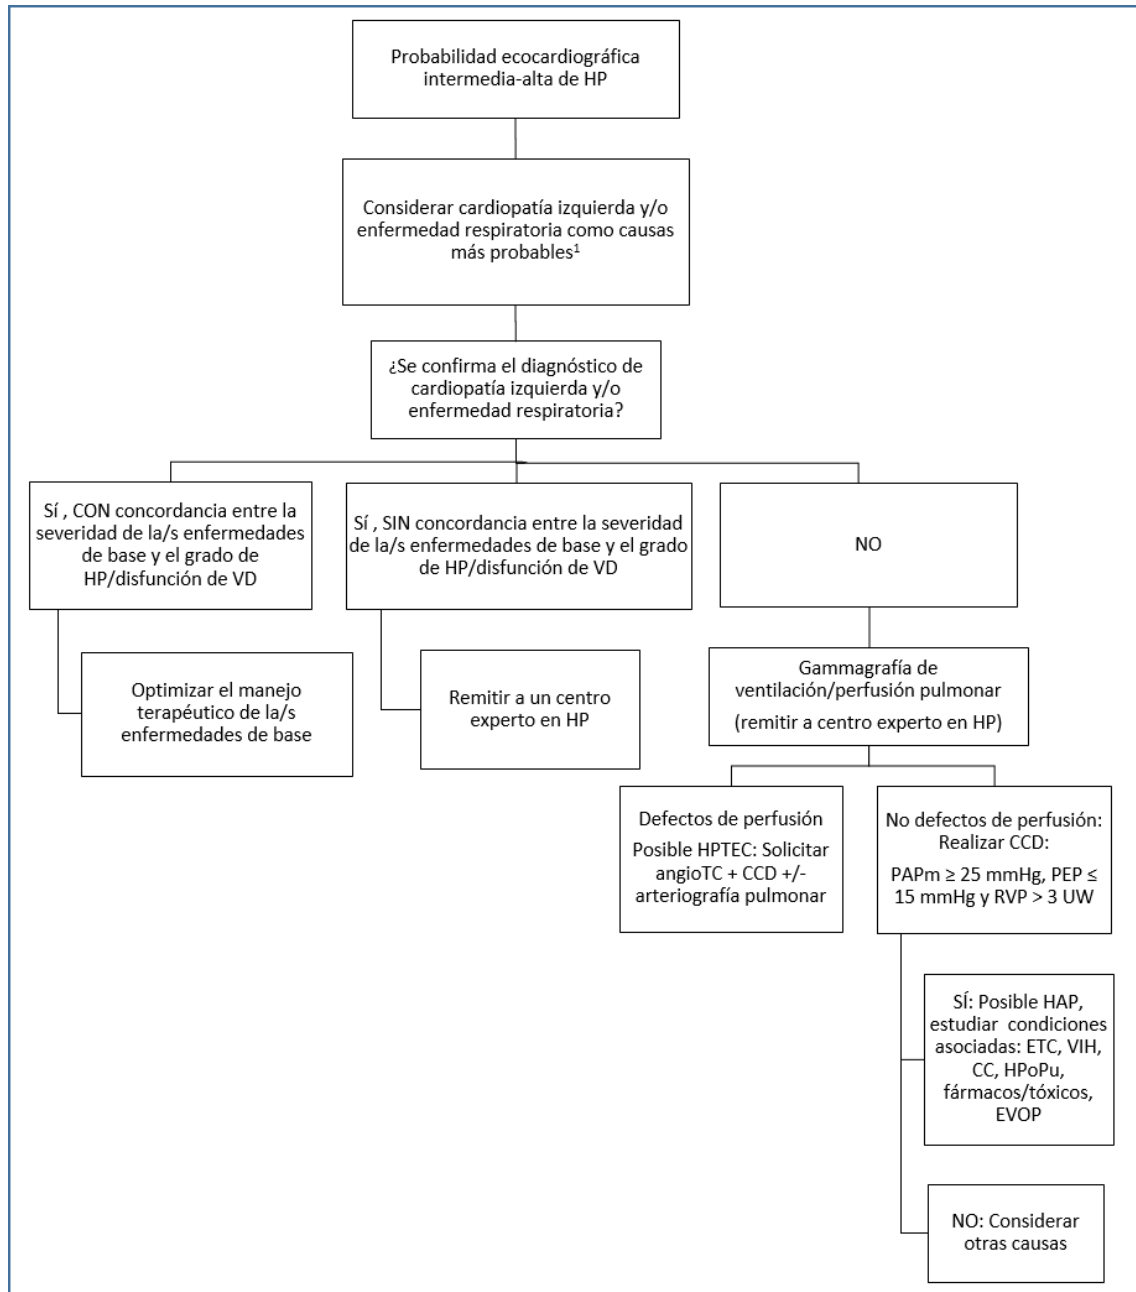 Probabilidad ecocardiográfica
intermedia-alta de HP
Considerar cardiopatía izquierda y/o
enfermedad respiratoria como causas
más probables¹
¿Se confirma el diagnóstico de
cardiopatía izquierda y/o
enfermedad respiratoria?
Sí , CON concordancia entre la
severidad de la/s enfermedades
de base y el grado de
HP/disfunción de VD
Sí , SIN concordancia entre la severidad
de la/s enfermedades de base y el grado
de HP/disfunción de VD
NO
Optimizar el manejo
terapéutico de la/s
enfermedades de base
Remitir a un centro
experto en HP
Gammagrafía de
ventilación/perfusión pulmonar
(remitir a centro experto en HP)
Defectos de perfusión
Posible HPTEC: Solicitar
angioTC + CCD +/-
arteriografía pulmonar
No defectos de perfusión:
Realizar CCD:
PAPm ≥ 25 mmHg, PEP ≤
15 mmHg y RVP > 3 UW
SÍ: Posible HAP,
estudiar condiciones
asociadas: ETC, VIH,
CC, HPoPu,
fármacos/tóxicos,
EVOP
NO: Considerar
otras causas